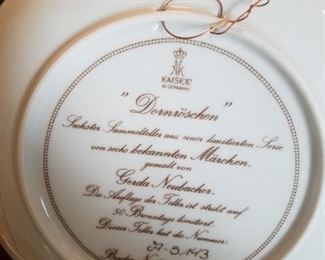 KAISER
W. GERMANY
"Dornröschen"
Sechster Sammelteller aus einer limitierten Serie
von sechs bekannten Märchen,
gemalt von
Gerda Neubacher.
Die Auflage des Tellers ist strikt auf
50 Brenntage limitiert.
Dieser Teller hat die Nummer: